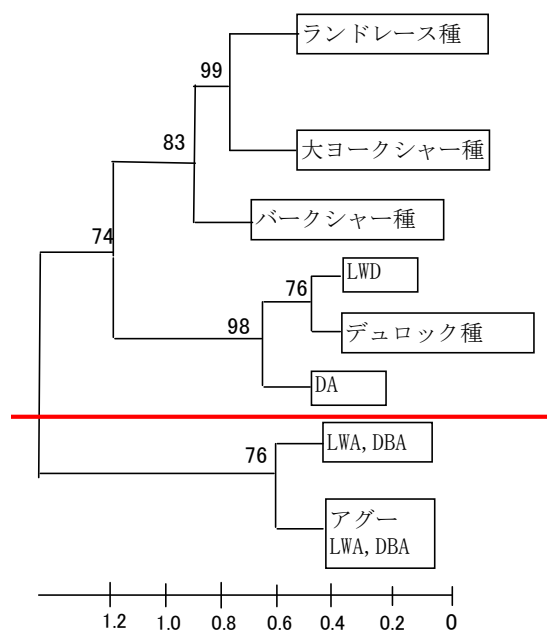 ランドレース種
99
大ヨークシャー種
83
バークシャー種
74
LWD
76
デュロック種
98
DA
LWA, DBA
76
アグー
LWA, DBA
1.2 1.0 0.8 0.6 0.4 0.2 0